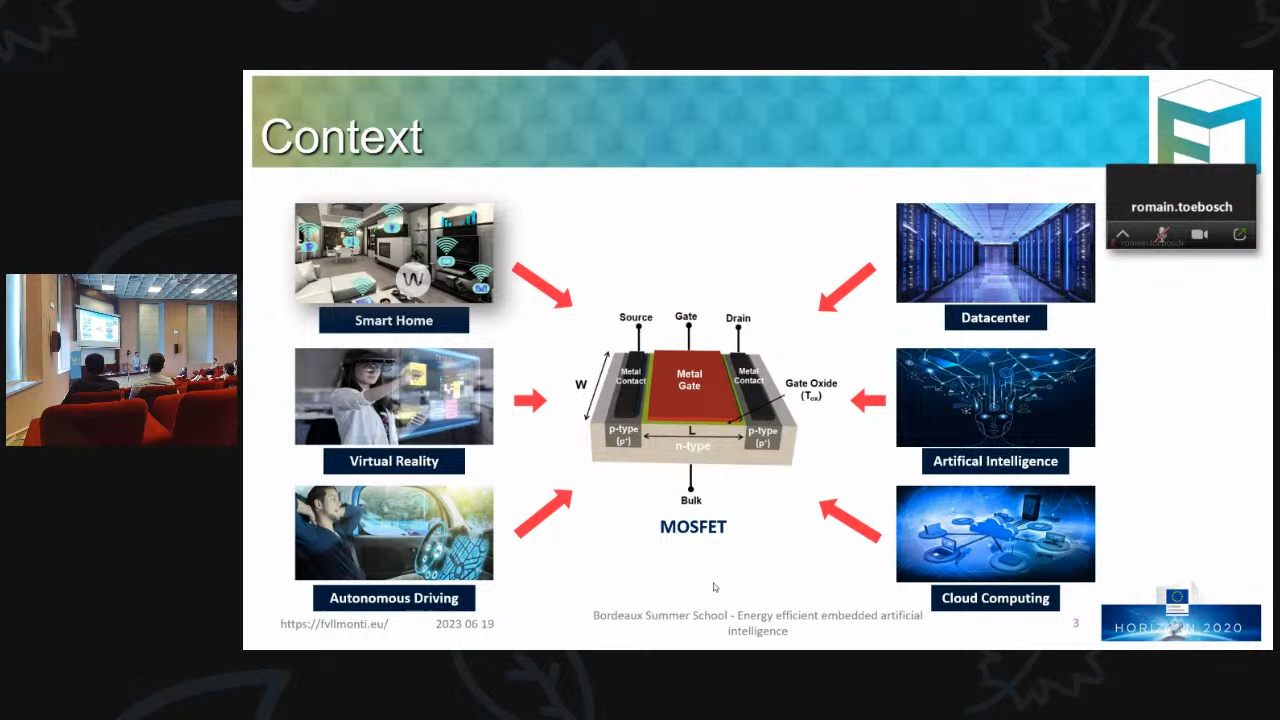 Context
romain.toebosch
romain.toebosch
W
Smart Home
Virtual Reality
Autonomous Driving
Source
Gate
Drain
W
Metal
Contact
Metal
Gate
Metal
Contact
Gate Oxide
(Tox)
p-type
(p+)
L
n-type
p-type
(p+)
Bulk
MOSFET
Datacenter
Artifical Intelligence
Cloud Computing
https://fvllmonti.eu/
2023 06 19
Bordeaux Summer School - Energy efficient embedded artificial
intelligence
3
HORIZON 2020